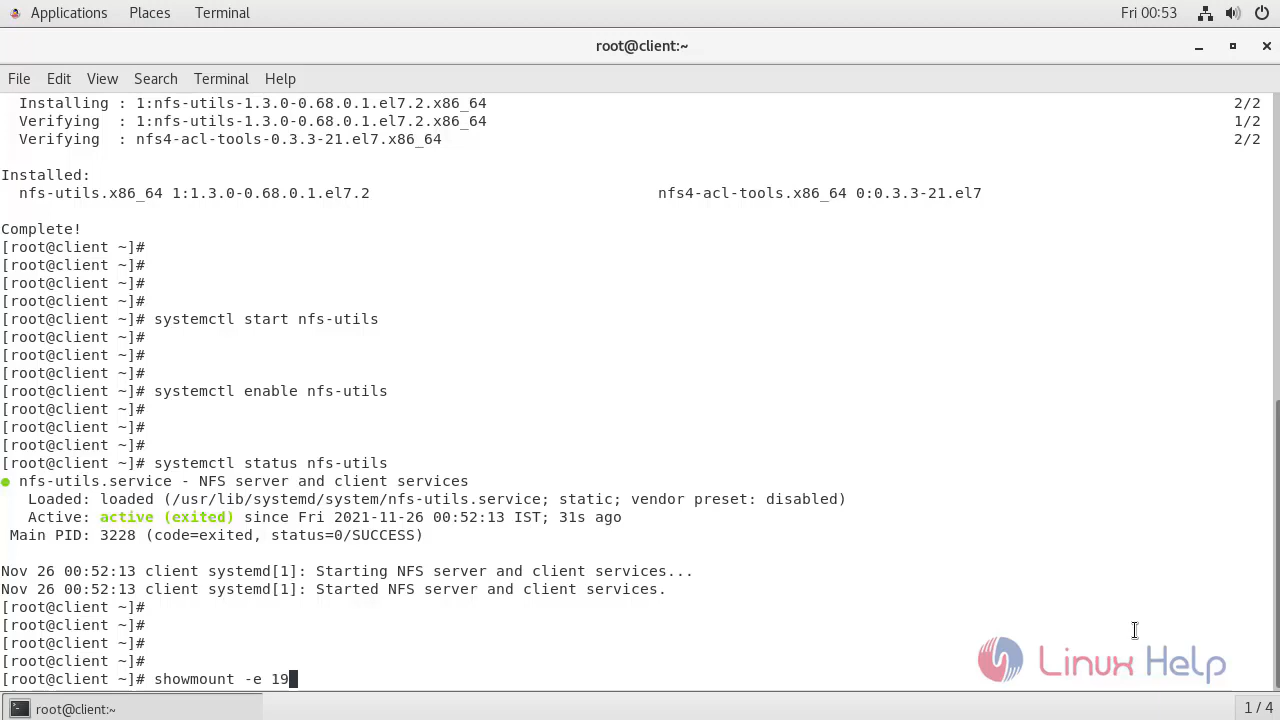 Applications Places Terminal Fri 00:53
root@client:~
File Edit View Search Terminal Help
Installing : 1:nfs-utils-1.3.0-0.68.0.1.el7.2.x86_64 2/2
Verifying : 1:nfs-utils-1.3.0-0.68.0.1.el7.2.x86_64 1/2
Verifying : nfs4-acl-tools-0.3.3-21.el7.x86_64 2/2
Installed:
nfs-utils.x86_64 1:1.3.0-0.68.0.1.el7.2 nfs4-acl-tools.x86_64 0:0.3.3-21.el7
Complete!
[root@client ~]#
[root@client ~]#
[root@client ~]#
[root@client ~]#
[root@client ~]# systemctl start nfs-utils
[root@client ~]#
[root@client ~]#
[root@client ~]#
[root@client ~]# systemctl enable nfs-utils
[root@client ~]#
[root@client ~]#
[root@client ~]#
[root@client ~]# systemctl status nfs-utils
● nfs-utils.service - NFS server and client services
Loaded: loaded (/usr/lib/systemd/system/nfs-utils.service; static; vendor preset: disabled)
Active: active (exited) since Fri 2021-11-26 00:52:13 IST; 31s ago
Main PID: 3228 (code=exited, status=0/SUCCESS)
Nov 26 00:52:13 client systemd[1]: Starting NFS server and client services...
Nov 26 00:52:13 client systemd[1]: Started NFS server and client services.
[root@client ~]#
[root@client ~]#
[root@client ~]#
[root@client ~]#
[root@client ~]# showmount -e 19
Linux Help
root@client:~ 1 / 4